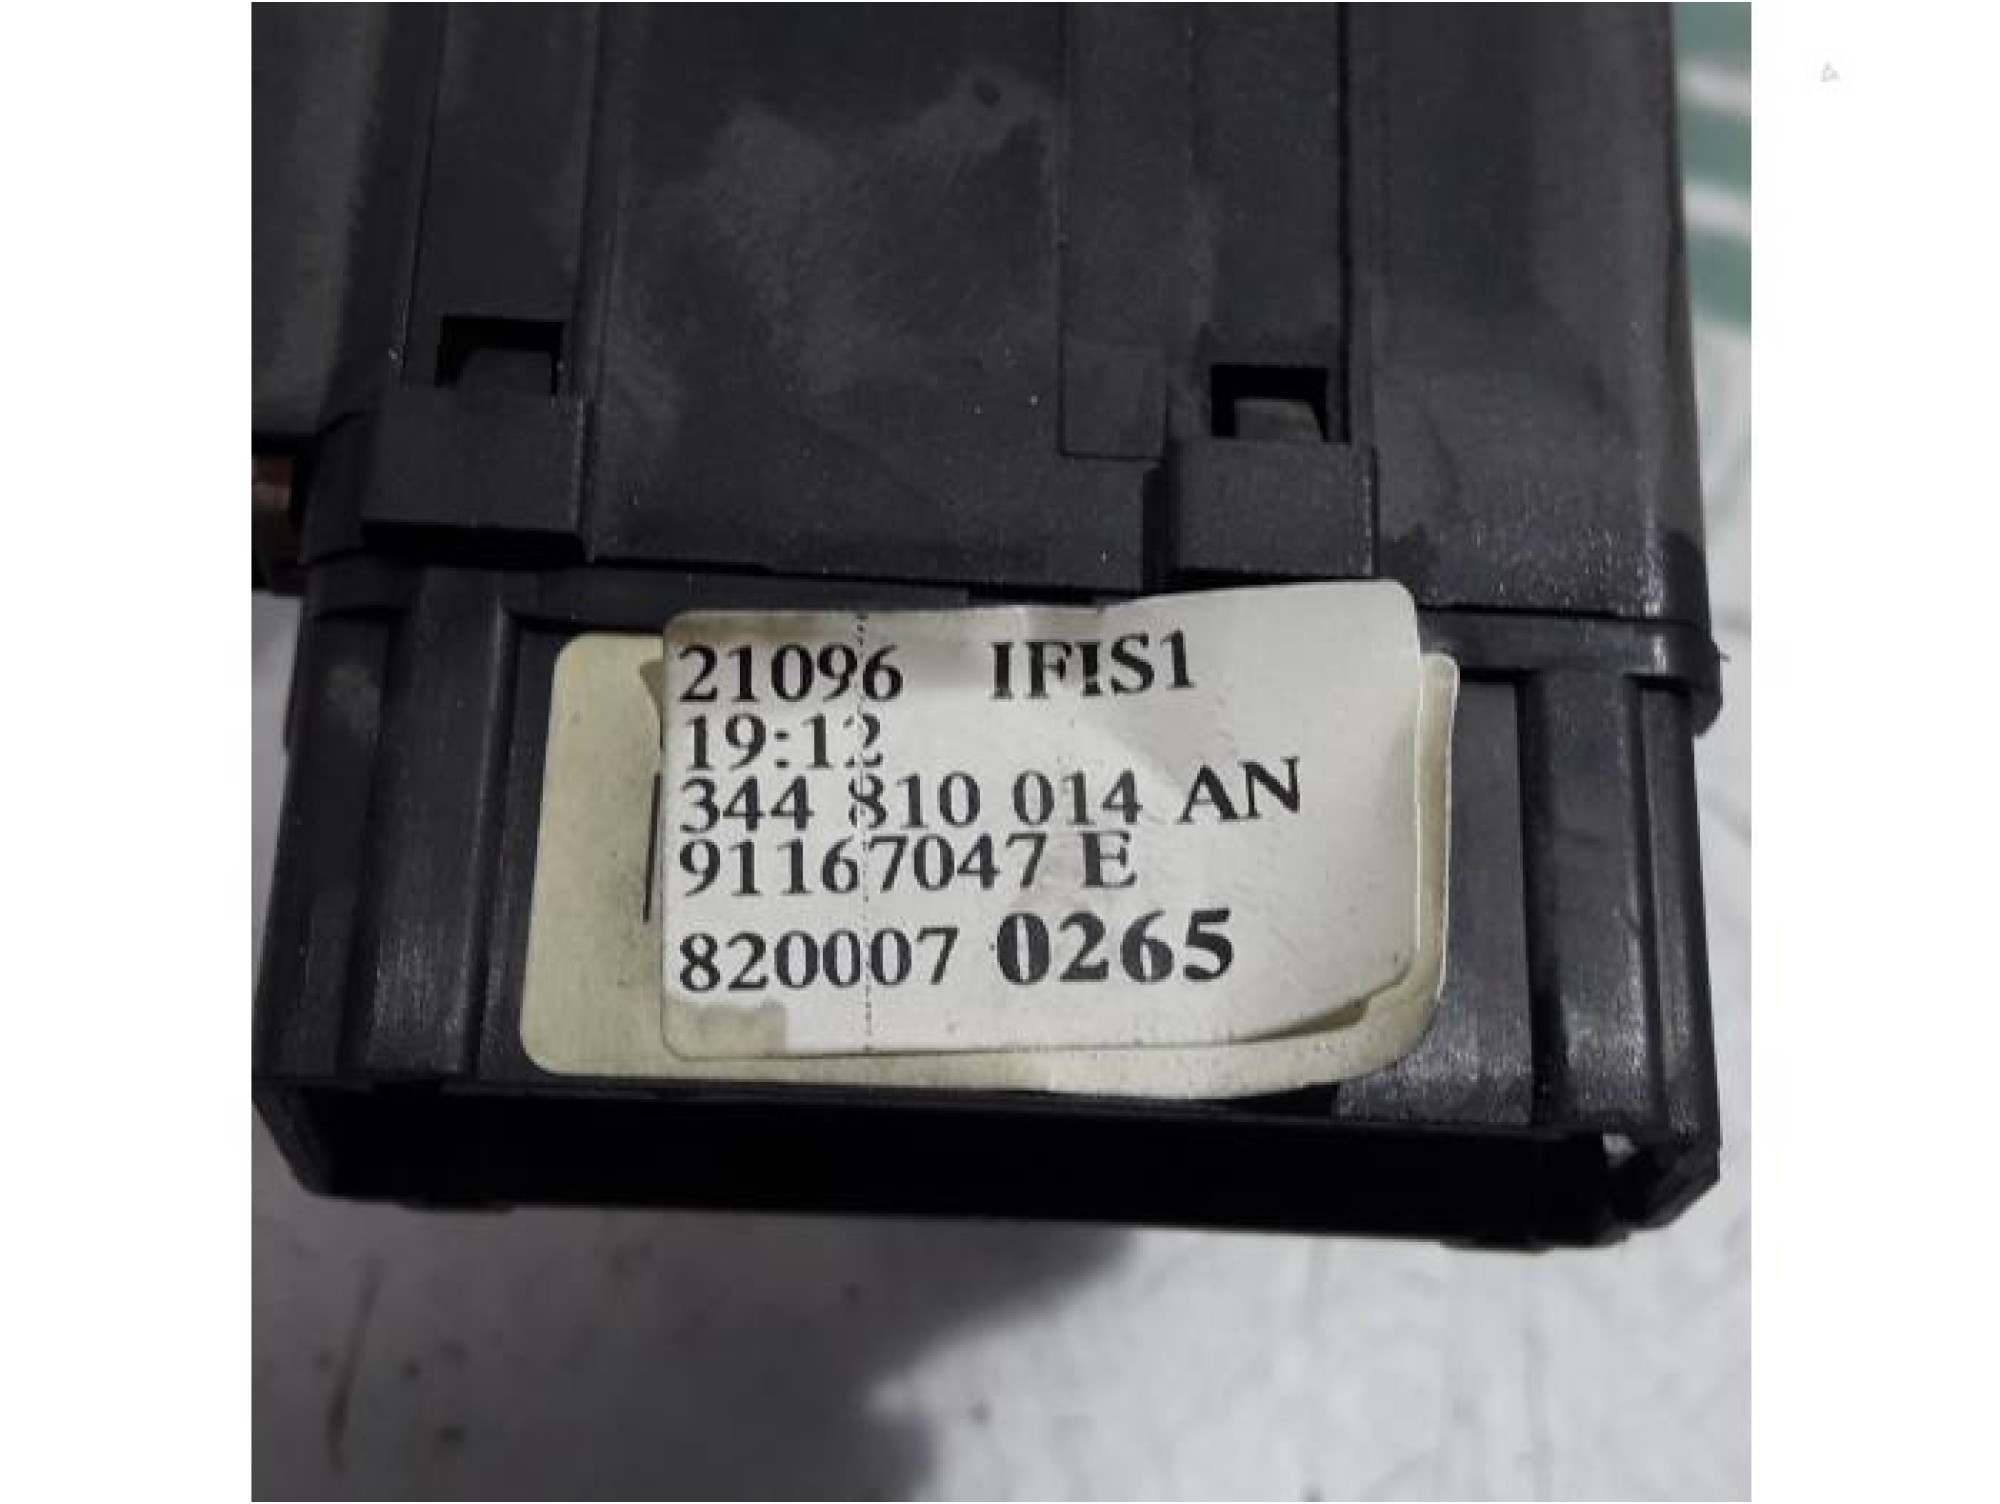 21096 IFIS1
19:12
344 810 014 AN
91167047 E
820007 0265